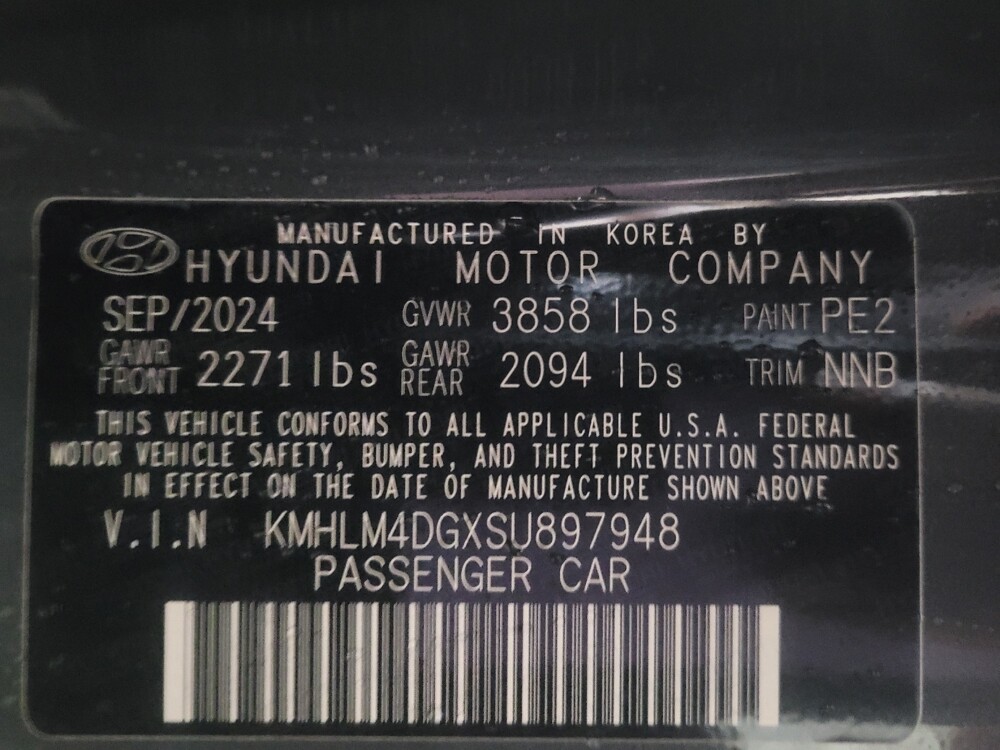 MANUFACTURED IN KOREA BY
HYUNDAI MOTOR COMPANY
SEP/2024 GVWR 3858 lbs PAINT PE2
GAWR FRONT 2271 lbs GAWR REAR 2094 lbs TRIM NNB
THIS VEHICLE CONFORMS TO ALL APPLICABLE U.S.A. FEDERAL
MOTOR VEHICLE SAFETY, BUMPER, AND THEFT PREVENTION STANDARDS
IN EFFECT ON THE DATE OF MANUFACTURE SHOWN ABOVE
V.I.N KMHLM4DGXSU897948
PASSENGER CAR